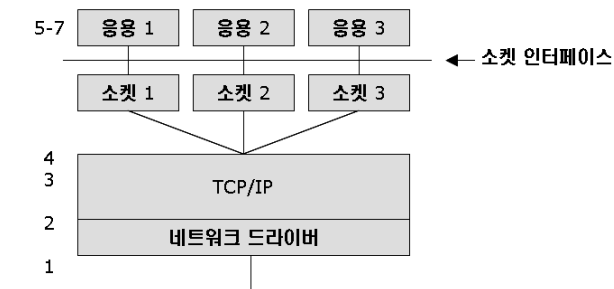 5-7 응용 1 응용 2 응용 3
소켓 인터페이스
소켓 1 소켓 2 소켓 3
4
3 TCP/IP
2
네트워크 드라이버
1